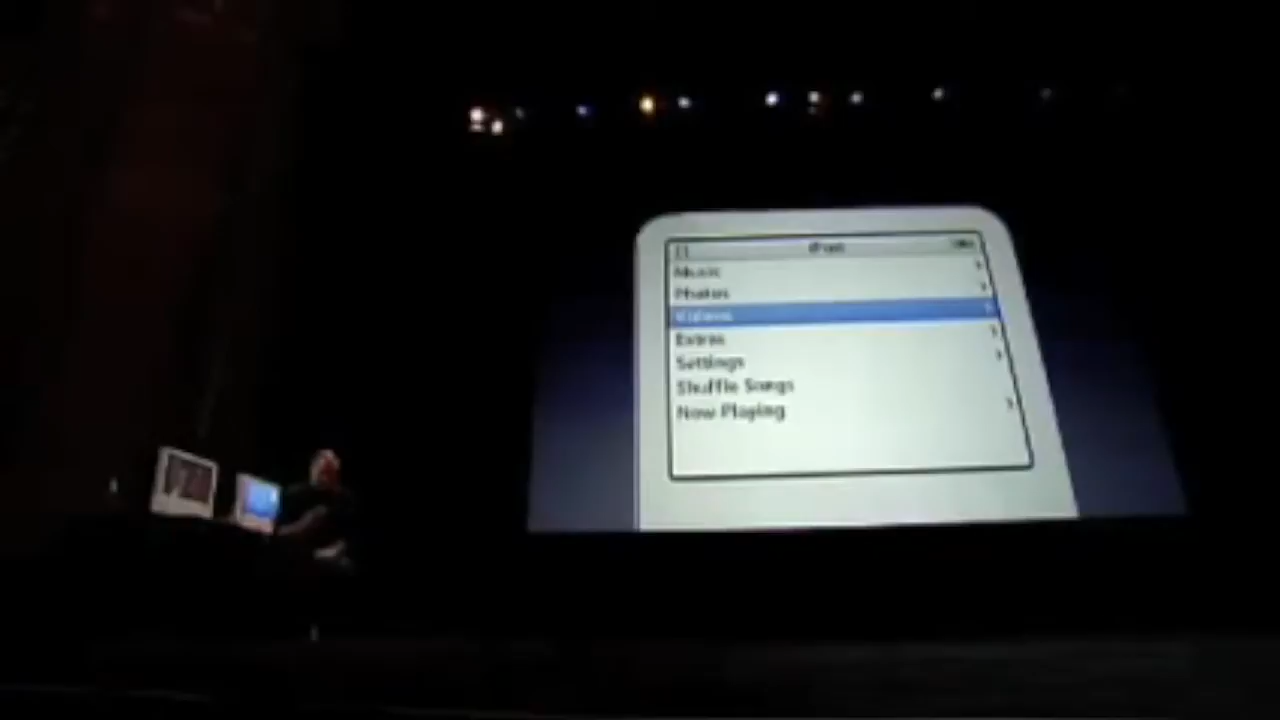 iPod
Music
Photos
Videos
Extras
Settings
Shuffle Songs
Now Playing